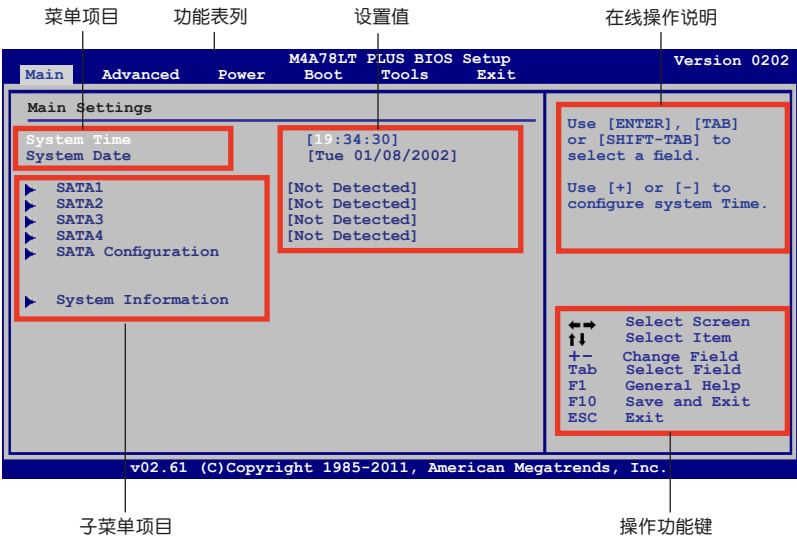 菜单项目 功能表列 设置值 在线操作说明
M4A78LT PLUS BIOS Setup Version 0202
Main Advanced Power Boot Tools Exit
Main Settings
System Time [19:34:30]
System Date [Tue 01/08/2002]
SATA1 [Not Detected]
SATA2 [Not Detected]
SATA3 [Not Detected]
SATA4 [Not Detected]
SATA Configuration
System Information
Use [ENTER], [TAB]
or [SHIFT-TAB] to
select a field.
Use [+] or [-] to
configure system Time.
←→ Select Screen
↑↓ Select Item
+- Change Field
Tab Select Field
F1 General Help
F10 Save and Exit
ESC Exit
v02.61 (C)Copyright 1985-2011, American Megatrends, Inc.
子菜单项目 操作功能键